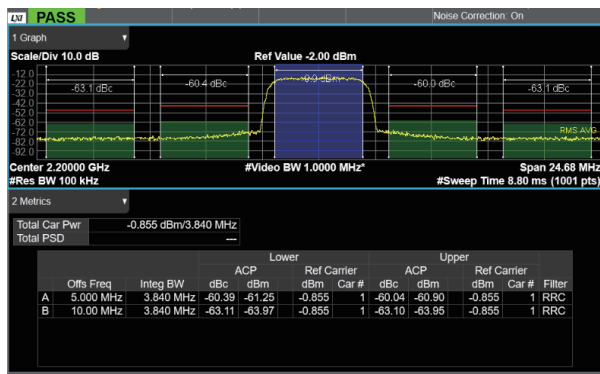 LXI PASS
Noise Correction: On
1 Graph
Scale/Div 10.0 dB Ref Value -2.00 dBm
-12.0
-22.0
-32.0
-42.0
-52.0
-62.0
-72.0
-82.0
-92.0
-63.1 dBc -60.4 dBc -60.0 dBc -63.1 dBc
RMS AVG
Center 2.20000 GHz #Video BW 1.0000 MHz* Span 24.68 MHz
#Res BW 100 kHz #Sweep Time 8.80 ms (1001 pts)
2 Metrics
Total Car Pwr -0.855 dBm/3.840 MHz
Total PSD ---
Lower Upper
ACP Ref Carrier ACP Ref Carrier
Offs Freq Integ BW dBc dBm dBm Car # dBc dBm dBm Car # Filter
A 5.000 MHz 3.840 MHz -60.39 -61.25 -0.855 1 -60.04 -60.90 -0.855 1 RRC
B 10.00 MHz 3.840 MHz -63.11 -63.97 -0.855 1 -63.10 -63.95 -0.855 1 RRC